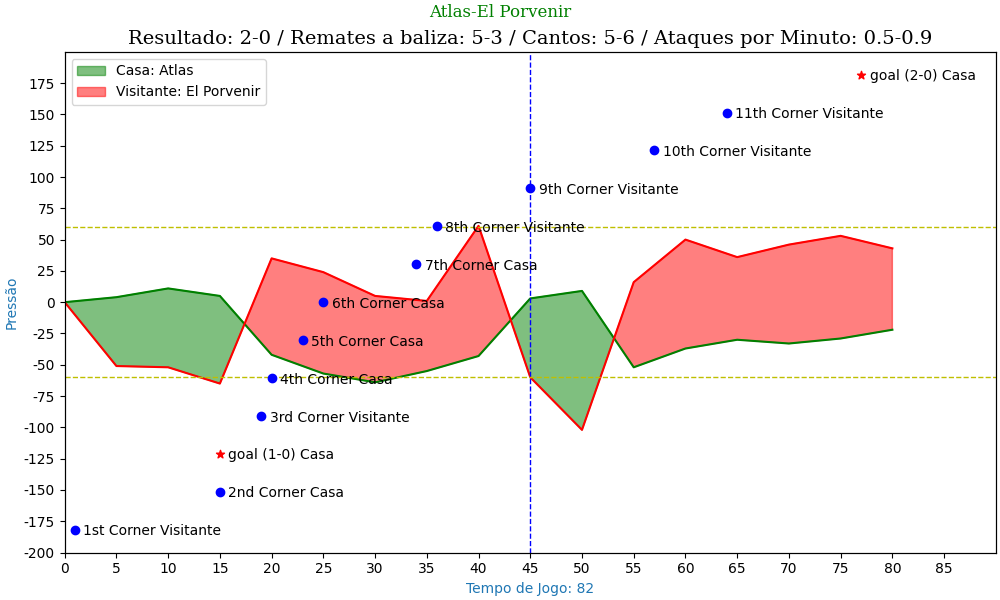 Atlas-El Porvenir
Resultado: 2-0 / Remates a baliza: 5-3 / Cantos: 5-6 / Ataques por Minuto: 0.5-0.9
Casa: Atlas
Visitante: El Porvenir
goal (2-0) Casa
11th Corner Visitante
10th Corner Visitante
9th Corner Visitante
8th Corner Visitante
7th Corner Casa
6th Corner Casa
5th Corner Casa
4th Corner Casa
3rd Corner Visitante
goal (1-0) Casa
2nd Corner Casa
1st Corner Visitante
Pressão
175
150
125
100
75
50
25
0
-25
-50
-75
-100
-125
-150
-175
-200
0 5 10 15 20 25 30 35 40 45 50 55 60 65 70 75 80 85
Tempo de Jogo: 82